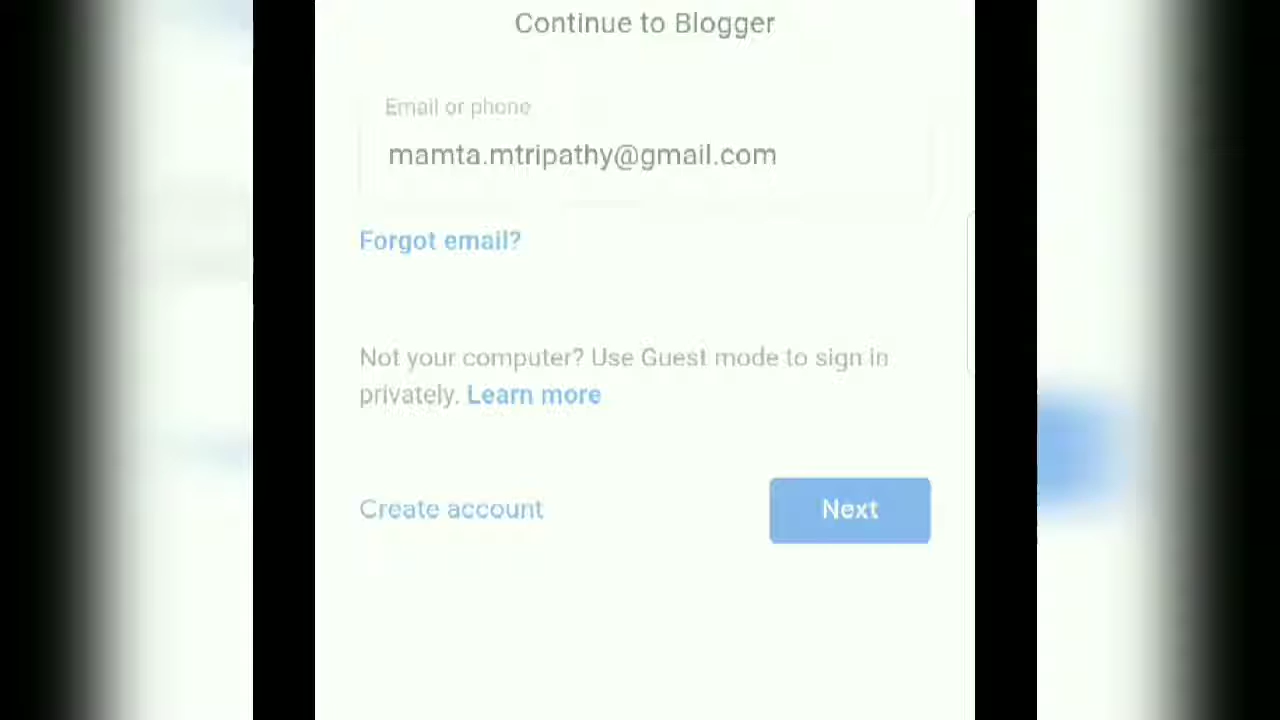 Continue to Blogger
Email or phone
mamta.mtripathy@gmail.com
Forgot email?
Not your computer? Use Guest mode to sign in
privately. Learn more
Create account
Next